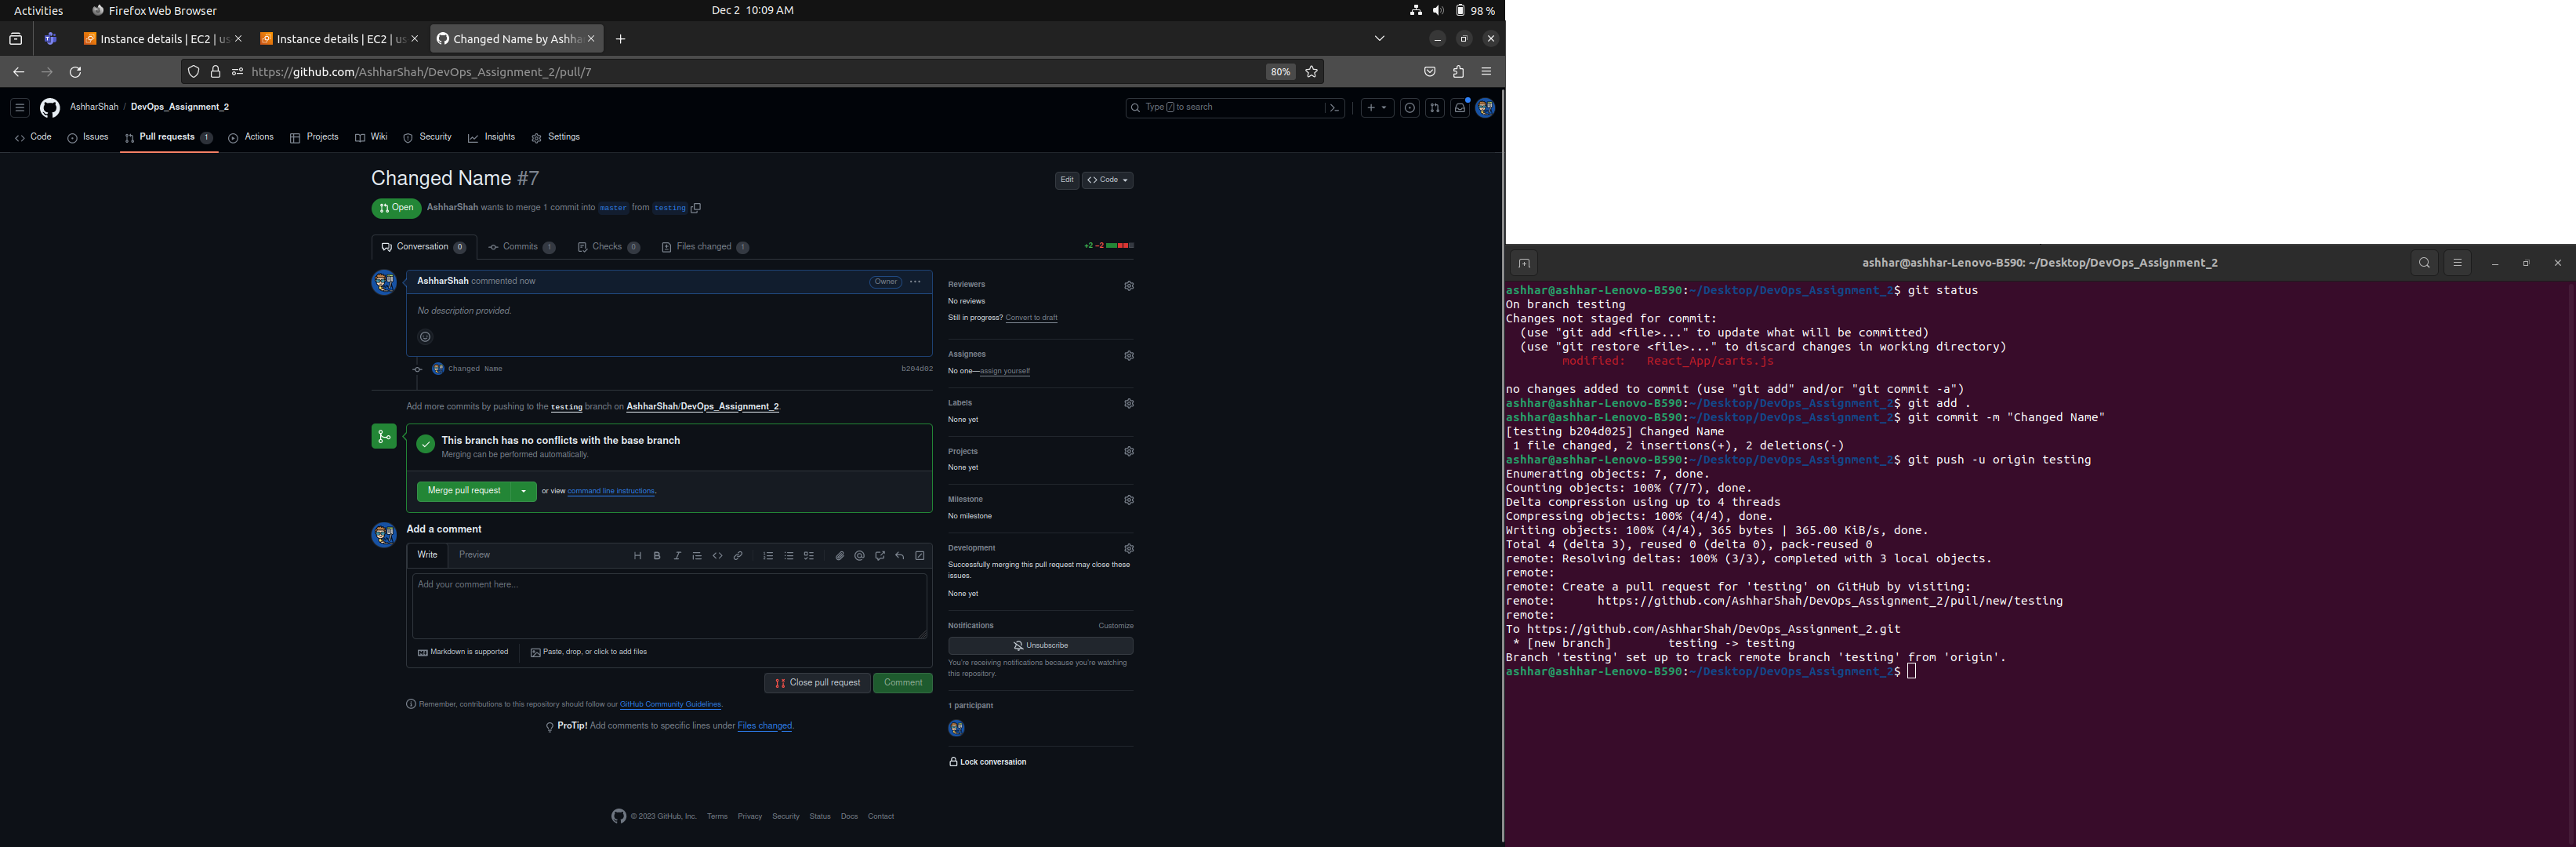 Activities Firefox Web Browser Dec 2 10:09 AM 98 %
Instance details | EC2 | us Instance details | EC2 | us Changed Name by Ashha
https://github.com/AshharShah/DevOps_Assignment_2/pull/7 80%
AshharShah / DevOps_Assignment_2 Type / to search
Code Issues Pull requests 1 Actions Projects Wiki Security Insights Settings
Changed Name #7
Edit Code
Open AshharShah wants to merge 1 commit into master from testing
Conversation 0 Commits 1 Checks 0 Files changed 1
+2 −2
AshharShah commented now Owner
No description provided.
Changed Name b204d02
Add more commits by pushing to the testing branch on AshharShah/DevOps_Assignment_2.
This branch has no conflicts with the base branch
Merging can be performed automatically.
Merge pull request or view command line instructions.
Add a comment
Write Preview
Add your comment here...
Markdown is supported Paste, drop, or click to add files
Close pull request Comment
Remember, contributions to this repository should follow our GitHub Community Guidelines.
ProTip! Add comments to specific lines under Files changed.
Reviewers
No reviews
Still in progress? Convert to draft
Assignees
No one—assign yourself
Labels
None yet
Projects
None yet
Milestone
No milestone
Development
Successfully merging this pull request may close these
issues.
None yet
Notifications Customize
Unsubscribe
You're receiving notifications because you're watching
this repository.
1 participant
Lock conversation
© 2023 GitHub, Inc. Terms Privacy Security Status Docs Contact
ashhar@ashhar-Lenovo-B590: ~/Desktop/DevOps_Assignment_2
ashhar@ashhar-Lenovo-B590:~/Desktop/DevOps_Assignment_2$ git status
On branch testing
Changes not staged for commit:
(use "git add <file>..." to update what will be committed)
(use "git restore <file>..." to discard changes in working directory)
modified: React_App/carts.js
no changes added to commit (use "git add" and/or "git commit -a")
ashhar@ashhar-Lenovo-B590:~/Desktop/DevOps_Assignment_2$ git add .
ashhar@ashhar-Lenovo-B590:~/Desktop/DevOps_Assignment_2$ git commit -m "Changed Name"
[testing b204d025] Changed Name
1 file changed, 2 insertions(+), 2 deletions(-)
ashhar@ashhar-Lenovo-B590:~/Desktop/DevOps_Assignment_2$ git push -u origin testing
Enumerating objects: 7, done.
Counting objects: 100% (7/7), done.
Delta compression using up to 4 threads
Compressing objects: 100% (4/4), done.
Writing objects: 100% (4/4), 365 bytes | 365.00 KiB/s, done.
Total 4 (delta 3), reused 0 (delta 0), pack-reused 0
remote: Resolving deltas: 100% (3/3), completed with 3 local objects.
remote:
remote: Create a pull request for 'testing' on GitHub by visiting:
remote: https://github.com/AshharShah/DevOps_Assignment_2/pull/new/testing
remote:
To https://github.com/AshharShah/DevOps_Assignment_2.git
* [new branch] testing -> testing
Branch 'testing' set up to track remote branch 'testing' from 'origin'.
ashhar@ashhar-Lenovo-B590:~/Desktop/DevOps_Assignment_2$